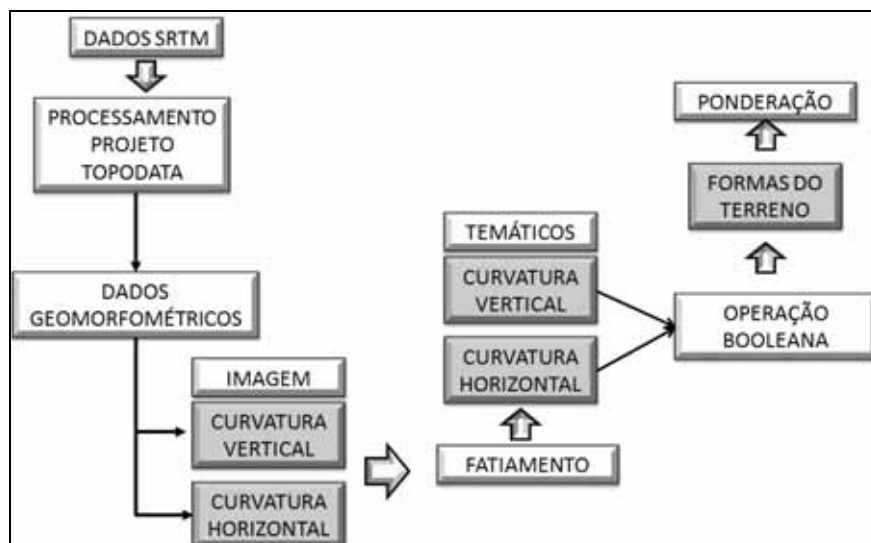 DADOS SRTM
PROCESSAMENTO
PROJETO
TOPODATA
DADOS
GEOMORFOMÉTRICOS
IMAGEM
CURVATURA
VERTICAL
CURVATURA
HORIZONTAL
FATIAMENTO
TEMÁTICOS
CURVATURA
VERTICAL
CURVATURA
HORIZONTAL
OPERAÇÃO
BOOLEANA
FORMAS DO
TERRENO
PONDERAÇÃO